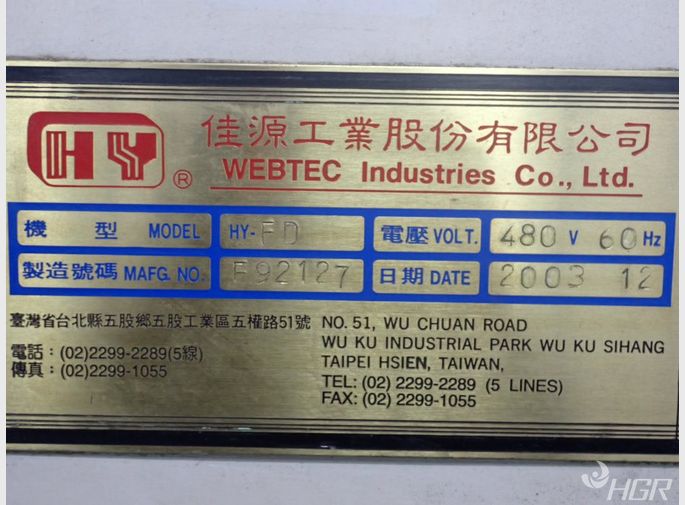 HY ® 佳源工業股份有限公司
WEBTEC Industries Co., Ltd.
機 型 MODEL HY-FD 電壓 VOLT. 480 V 60 Hz
製造號碼 MAFG. NO. F92127 日期 DATE 2003 12
臺灣省台北縣五股鄉五股工業區五權路51號
電話：(02)2299-2289(5線)
傳真：(02)2299-1055
NO. 51, WU CHUAN ROAD
WU KU INDUSTRIAL PARK WU KU SIHANG
TAIPEI HSIEN, TAIWAN,
TEL: (02) 2299-2289 (5 LINES)
FAX: (02) 2299-1055
HGR